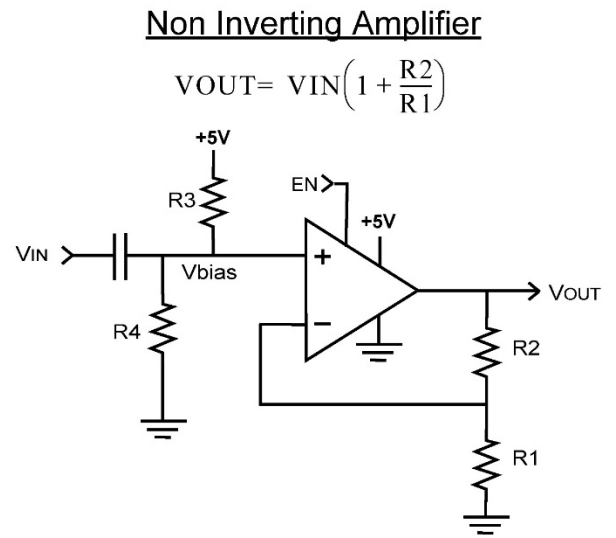 Non Inverting Amplifier
VOUT= VIN(1 + R2/R1)
+5V
R3
EN
+5V
VIN
+
Vbias
VOUT
−
R4
R2
R1